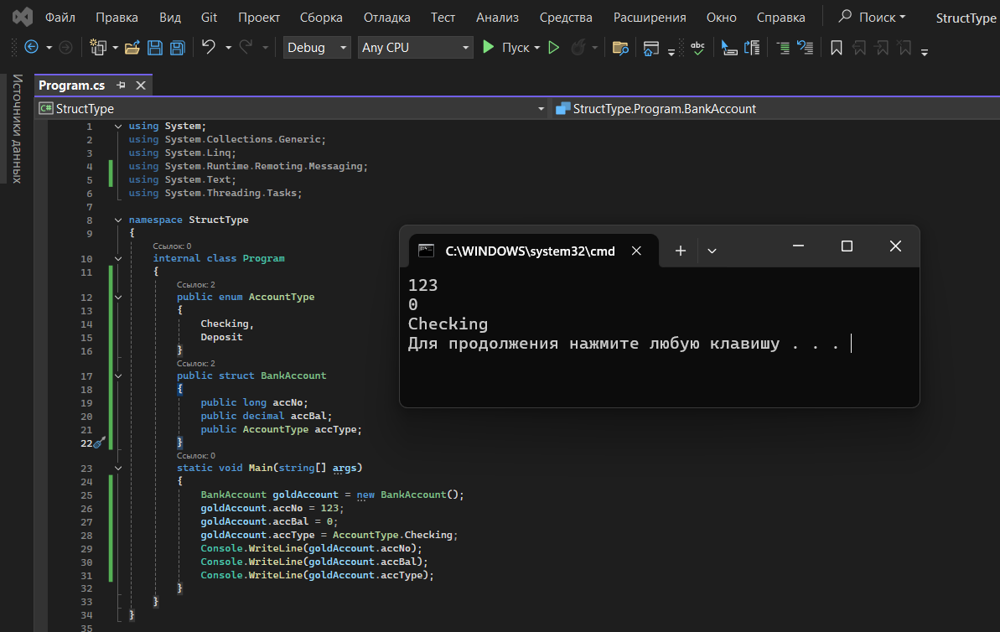 Файл Правка Вид Git Проект Сборка Отладка Тест Анализ Средства Расширения Окно Справка Поиск StructType
Debug Any CPU Пуск abc
Источники данных
Program.cs
C# StructType StructType.Program.BankAccount
1 using System;
2 using System.Collections.Generic;
3 using System.Linq;
4 using System.Runtime.Remoting.Messaging;
5 using System.Text;
6 using System.Threading.Tasks;
7
8 namespace StructType
9 {
Ссылок: 0
10 internal class Program
11 {
Ссылок: 2
12 public enum AccountType
13 {
14 Checking,
15 Deposit
16 }
Ссылок: 2
17 public struct BankAccount
18 {
19 public long accNo;
20 public decimal accBal;
21 public AccountType accType;
22 }
Ссылок: 0
23 static void Main(string[] args)
24 {
25 BankAccount goldAccount = new BankAccount();
26 goldAccount.accNo = 123;
27 goldAccount.accBal = 0;
28 goldAccount.accType = AccountType.Checking;
29 Console.WriteLine(goldAccount.accNo);
30 Console.WriteLine(goldAccount.accBal);
31 Console.WriteLine(goldAccount.accType);
32 }
33 }
34 }
35
C:\WINDOWS\system32\cmd
123
0
Checking
Для продолжения нажмите любую клавишу . . .